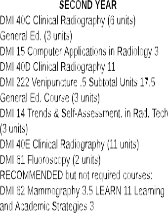 SECOND YEAR
DMI 40C Clinical Radiography (6 units)
General Ed. (3 units)
DMI 15 Computer Applications in Radiology 3
DMI 40D Clinical Radiography 11
DMI 222 Venipuncture .5 Subtotal Units 17.5
General Ed. Course (3 units)
DMI 14 Trends & Self-Assessment. in Rad. Tech
(3 units)
DMI 40E Clinical Radiography (11 units)
DMI 61 Fluoroscopy (2 units)
RECOMMENDED but not required courses:
DMI 62 Mammography 3.5 LEARN 11 Learning
and Academic Strategies 3